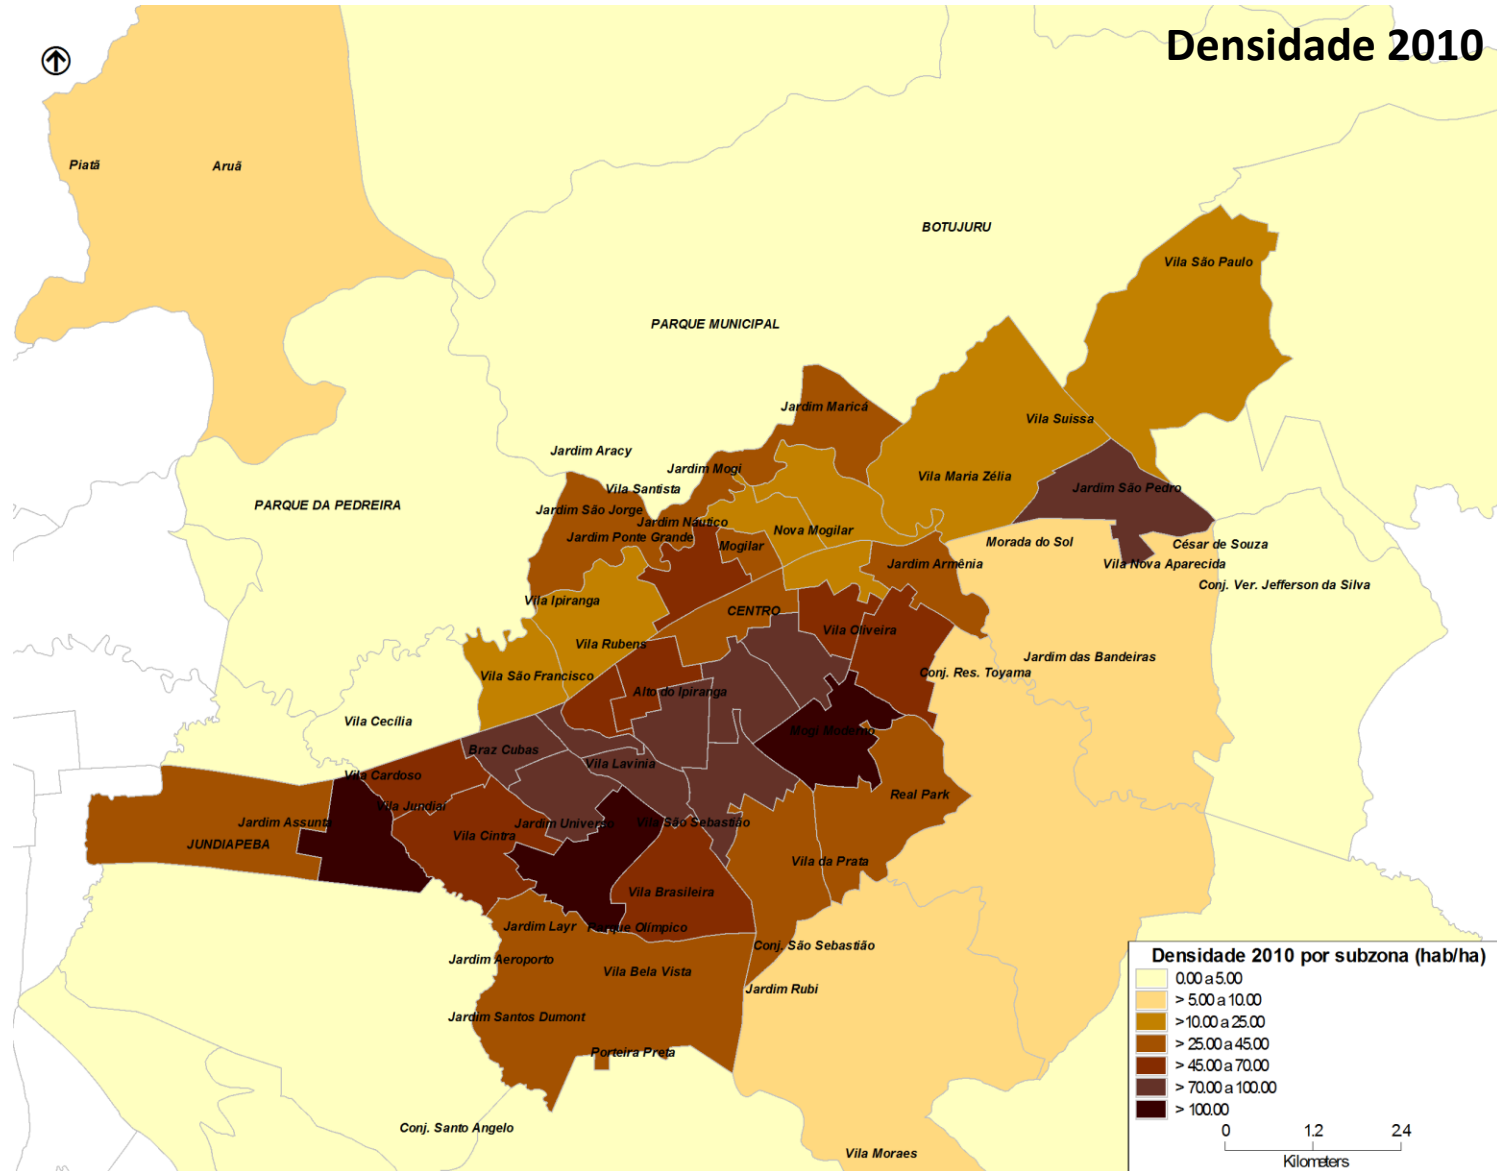 Densidade 2010
Piatã
Aruã
BOTUJURU
Vila São Paulo
PARQUE MUNICIPAL
Jardim Maricá
Vila Suissa
Jardim Aracy
Jardim Mogi
Vila Maria Zélia
Vila Santista
Jardim São Pedro
PARQUE DA PEDREIRA
Jardim São Jorge
Jardim Náutico
Nova Mogilar
Jardim Ponte Grande
Mogilar
Morada do Sol
César de Souza
Jardim Armênia
Vila Nova Aparecida
Conj. Ver. Jefferson da Silva
Vila Ipiranga
CENTRO
Vila Oliveira
Vila Rubens
Jardim das Bandeiras
Vila São Francisco
Conj. Res. Toyama
Alto do Ipiranga
Vila Cecília
Mogi Moderno
Braz Cubas
Vila Lavinia
Vila Cardoso
Real Park
Vila Jundiaí
Jardim Assunta
Jardim Universo
Vila São Sebastião
Vila Cintra
JUNDIAPEBA
Vila da Prata
Vila Brasileira
Jardim Layr
Parque Olímpico
Conj. São Sebastião
Jardim Aeroporto
Vila Bela Vista
Jardim Rubi
Jardim Santos Dumont
Porteira Preta
Conj. Santo Angelo
Vila Moraes
Densidade 2010 por subzona (hab/ha)
0.00 a 5.00
> 5.00 a 10.00
>10.00 a 25.00
> 25.00 a 45.00
> 45.00 a 70.00
> 70.00 a 100.00
> 100.00
0 1,2 2.4
Kilometers